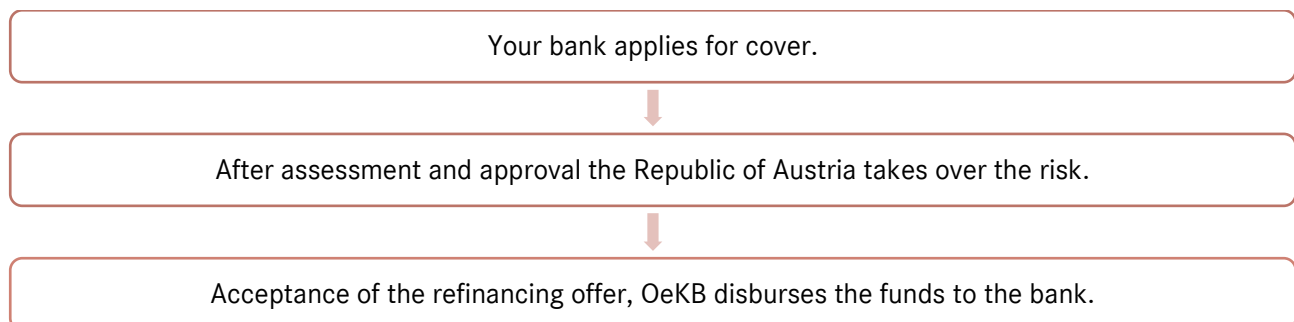 Your bank applies for cover.
After assessment and approval the Republic of Austria takes over the risk.
Acceptance of the refinancing offer, OeKB disburses the funds to the bank.